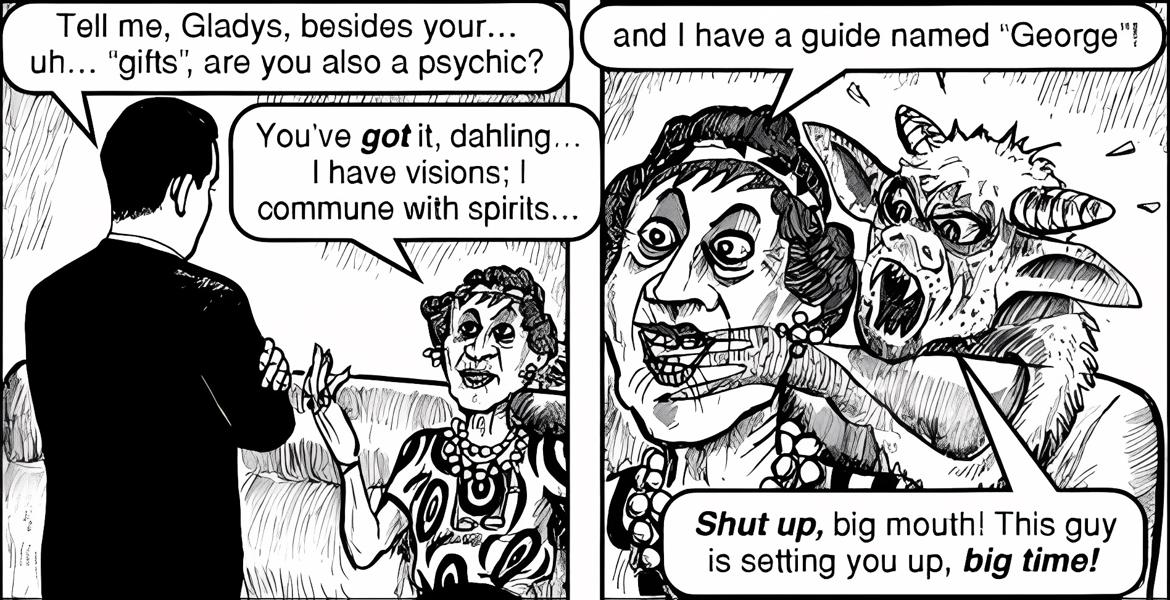 Tell me, Gladys, besides your...
uh... "gifts", are you also a psychic?
You've got it, dahling...
I have visions; I
commune with spirits...
and I have a guide named "George"!
Shut up, big mouth! This guy
is setting you up, big time!